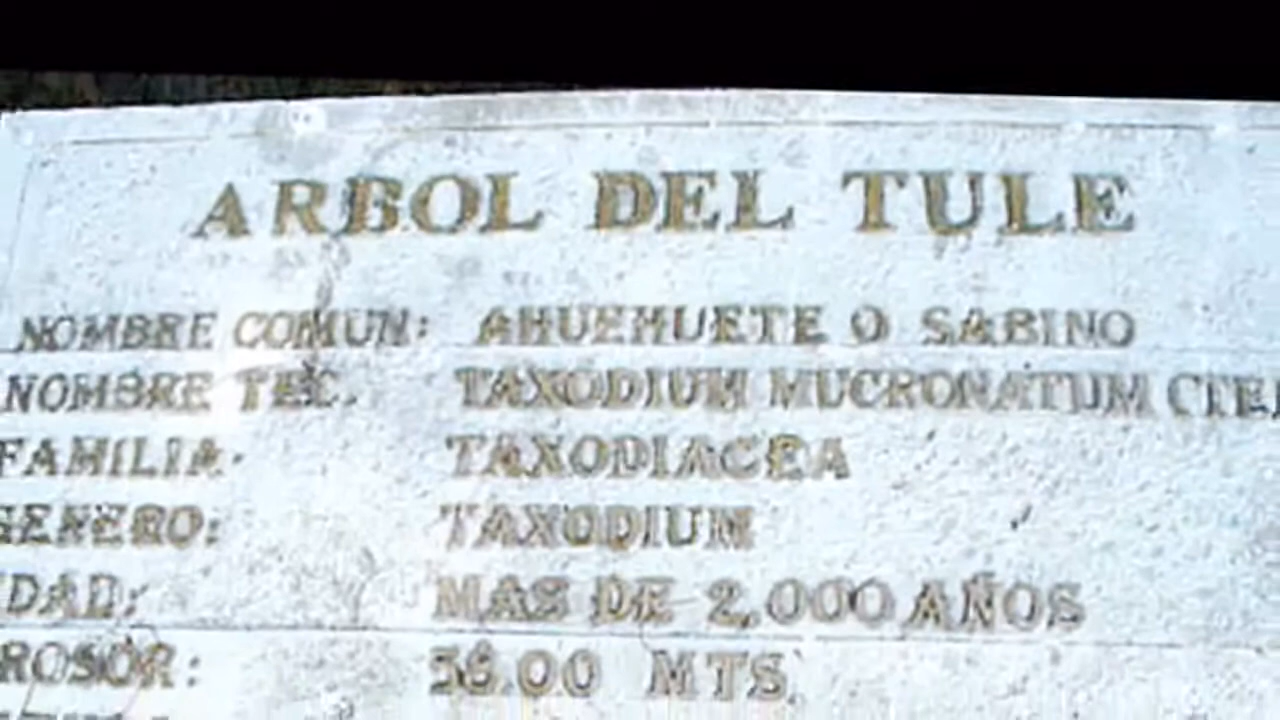 ARBOL DEL TULE
NOMBRE COMUN: AHUEHUETE O SABINO
NOMBRE TEC. TAXODIUM MUCRONATUM
FAMILIA: TAXODIACEA
GENERO: TAXODIUM
DAD: MAS DE 2,000 AÑOS
ROSOR: 58.00 MTS.